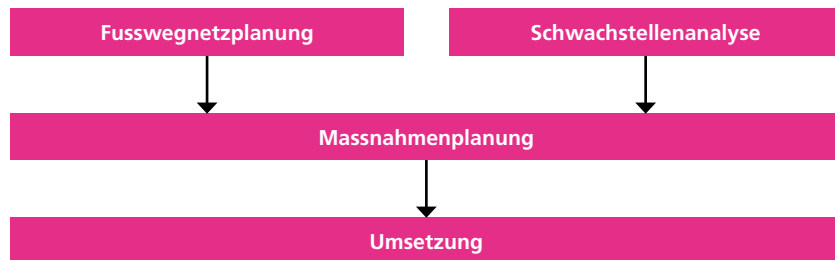 Fusswegnetzplanung
Schwachstellenanalyse
Massnahmenplanung
Umsetzung